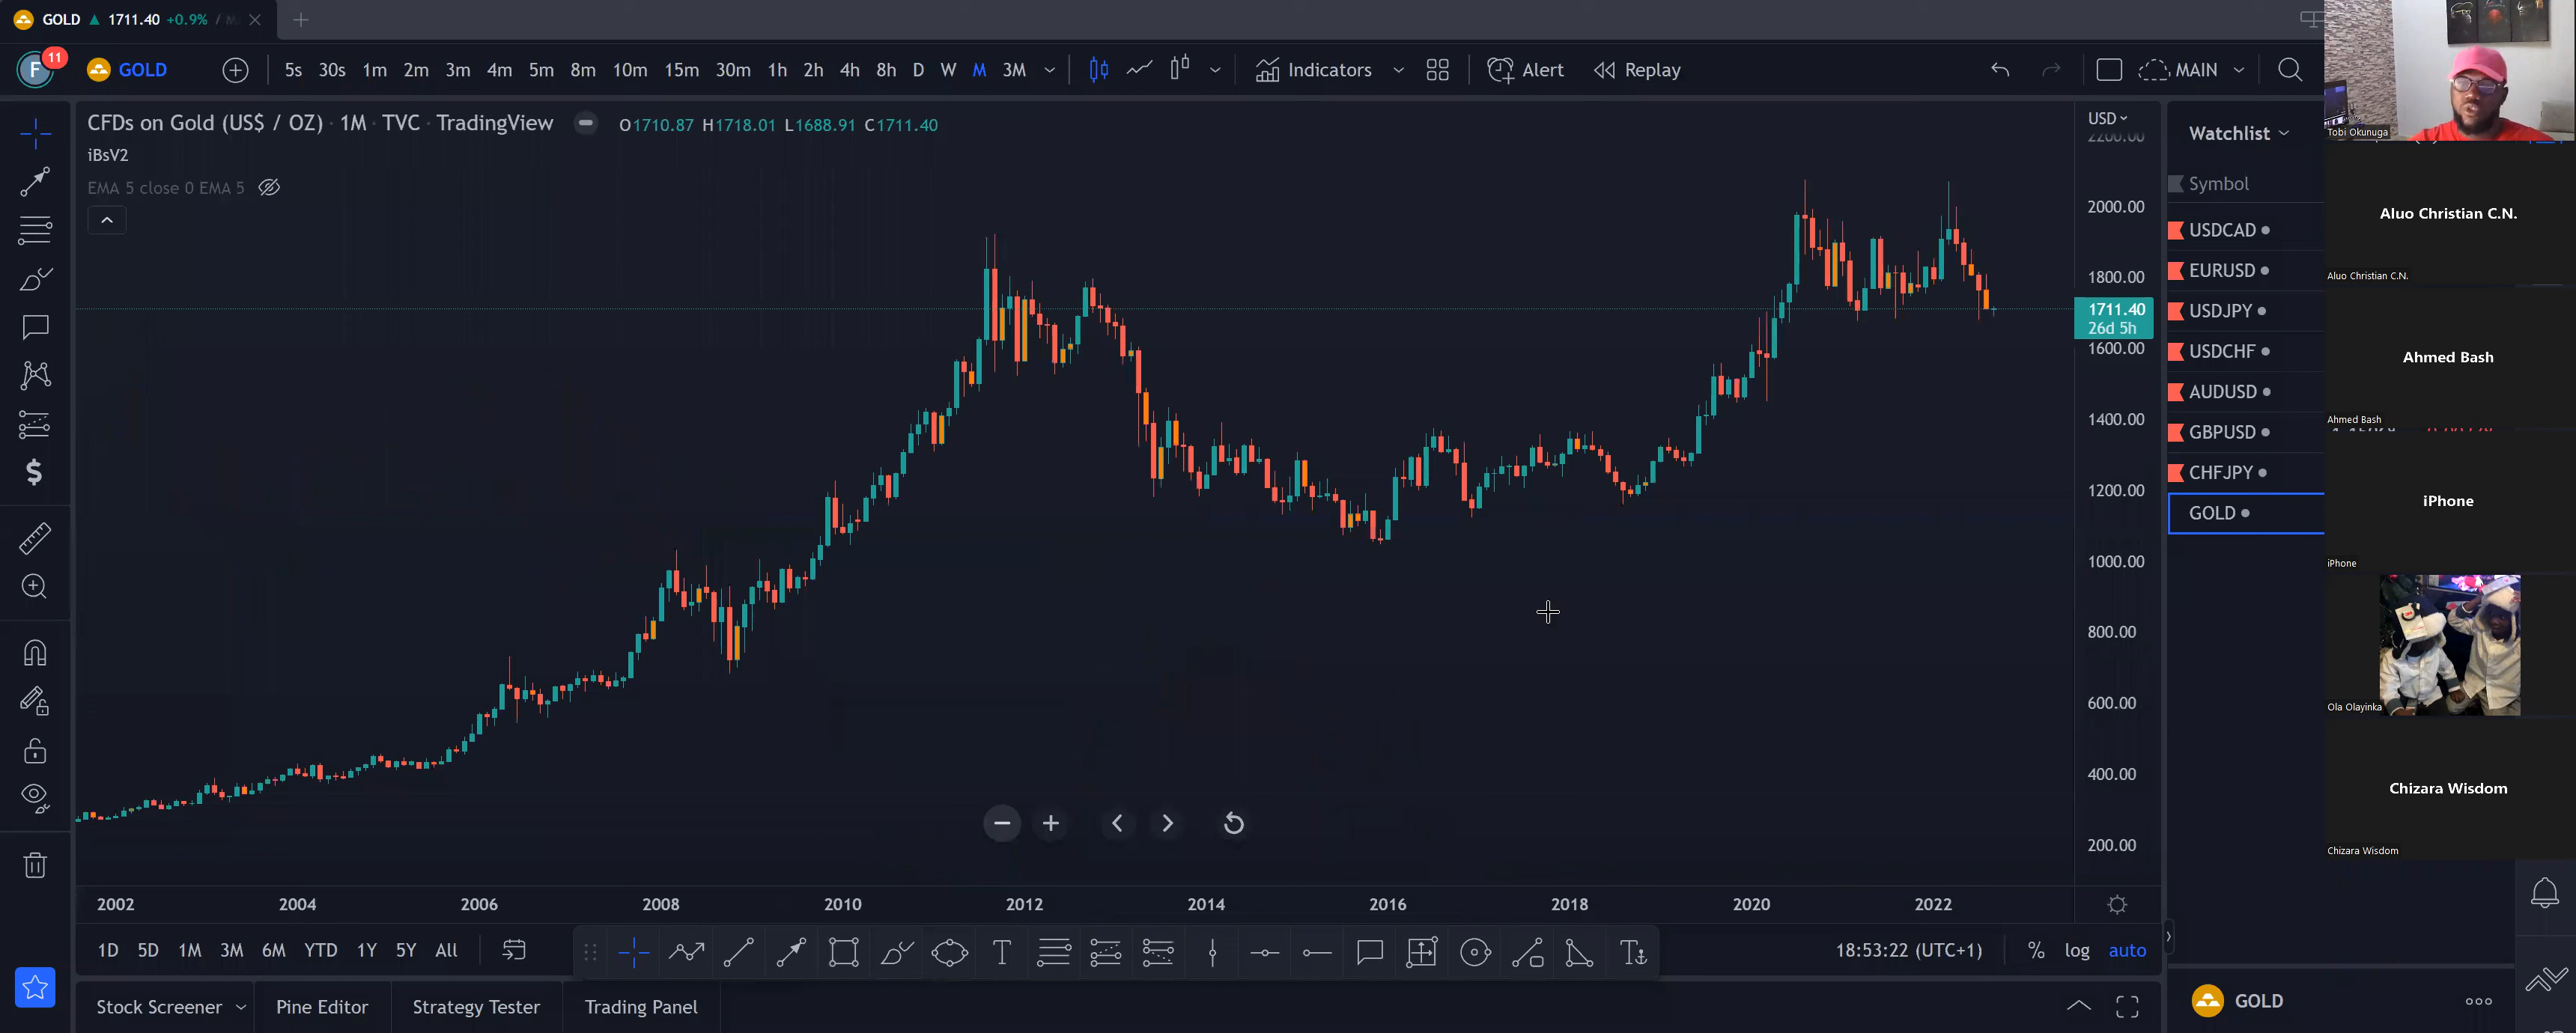 GOLD ▲ 1711.40 +0.9% /
F 11 GOLD 5s 30s 1m 2m 3m 4m 5m 8m 10m 15m 30m 1h 2h 4h 8h D W M 3M Indicators Alert Replay MAIN
CFDs on Gold (US$ / OZ) · 1M · TVC · TradingView O1710.87 H1718.01 L1688.91 C1711.40
iBsV2
EMA 5 close 0 EMA 5
USD
2200.00
2000.00
1800.00
1711.40
26d 5h
1600.00
1400.00
1200.00
1000.00
800.00
600.00
400.00
200.00
2002 2004 2006 2008 2010 2012 2014 2016 2018 2020 2022
1D 5D 1M 3M 6M YTD 1Y 5Y All
18:53:22 (UTC+1) % log auto
Stock Screener Pine Editor Strategy Tester Trading Panel
Watchlist
Symbol
USDCAD
EURUSD
USDJPY
USDCHF
AUDUSD
GBPUSD
CHFJPY
GOLD
GOLD
Tobi Okunuga
Aluo Christian C.N.
Aluo Christian C.N.
Ahmed Bash
Ahmed Bash
iPhone
iPhone
Ola Olayinka
Chizara Wisdom
Chizara Wisdom